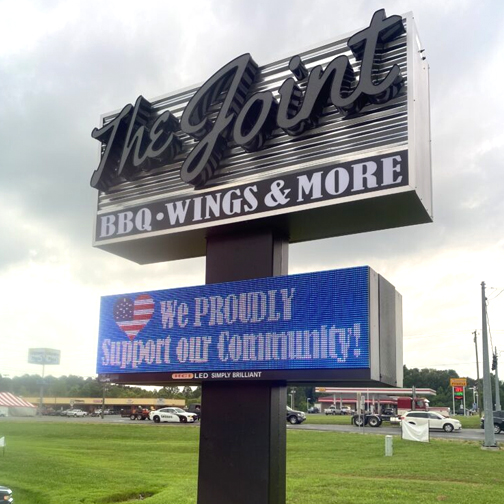 The Joint
BBQ • WINGS & MORE
We PROUDLY
Support our Community!
LED SIMPLY BRILLIANT